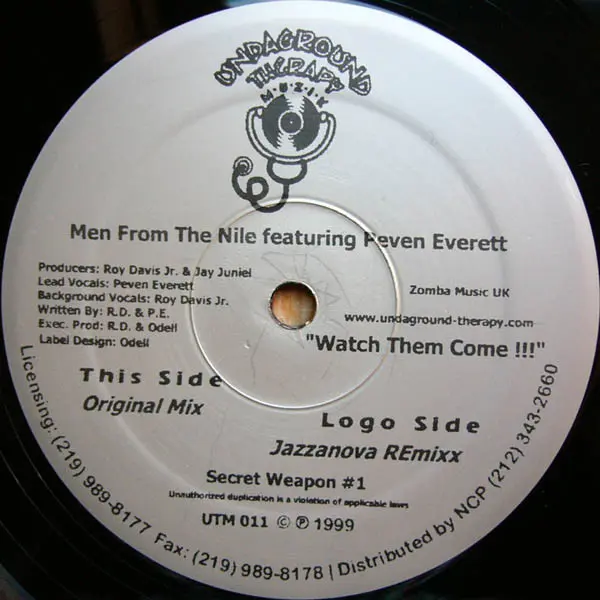 UNDAGROUND
THERAPY
M·U·Z·I·K
Men From The Nile featuring Peven Everett
Producers: Roy Davis Jr. & Jay Juniel
Lead Vocals: Peven Everett
Background Vocals: Roy Davis Jr.
Written By: R.D. & P.E.
Exec. Prod: R.D. & Odell
Label Design: Odell
Zomba Music UK
www.undaground-therapy.com
"Watch Them Come !!!"
This Side
Original Mix
Logo Side
Jazzanova REmixx
Secret Weapon #1
Unauthorized duplication is a violation of applicable laws
UTM 011 © ℗ 1999
Licensing: (219) 989-8177 Fax: (219) 989-8178 | Distributed by NCP (212) 343-2660